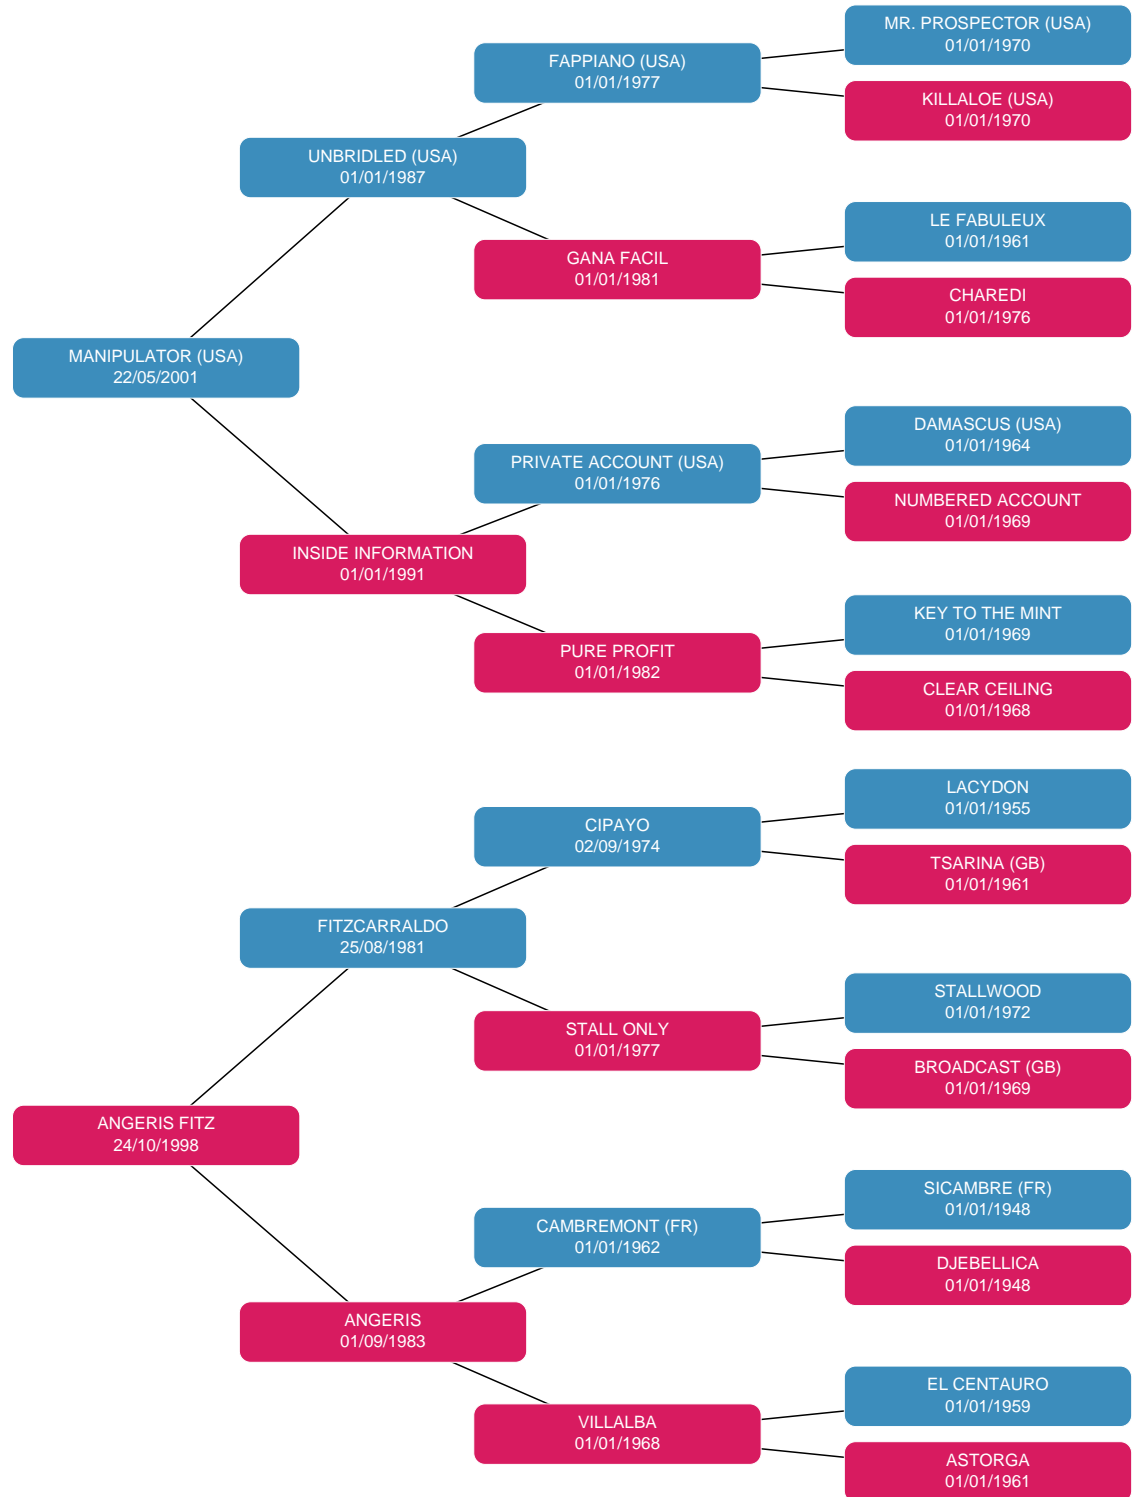 MR. PROSPECTOR (USA)
01/01/1970
FAPPIANO (USA)
01/01/1977
KILLALOE (USA)
01/01/1970
UNBRIDLED (USA)
01/01/1987
LE FABULEUX
01/01/1961
GANA FACIL
01/01/1981
CHAREDI
01/01/1976
MANIPULATOR (USA)
22/05/2001
DAMASCUS (USA)
01/01/1964
PRIVATE ACCOUNT (USA)
01/01/1976
NUMBERED ACCOUNT
01/01/1969
INSIDE INFORMATION
01/01/1991
KEY TO THE MINT
01/01/1969
PURE PROFIT
01/01/1982
CLEAR CEILING
01/01/1968
LACYDON
01/01/1955
CIPAYO
02/09/1974
TSARINA (GB)
01/01/1961
FITZCARRALDO
25/08/1981
STALLWOOD
01/01/1972
STALL ONLY
01/01/1977
BROADCAST (GB)
01/01/1969
ANGERIS FITZ
24/10/1998
SICAMBRE (FR)
01/01/1948
CAMBREMONT (FR)
01/01/1962
DJEBELLICA
01/01/1948
ANGERIS
01/09/1983
EL CENTAURO
01/01/1959
VILLALBA
01/01/1968
ASTORGA
01/01/1961